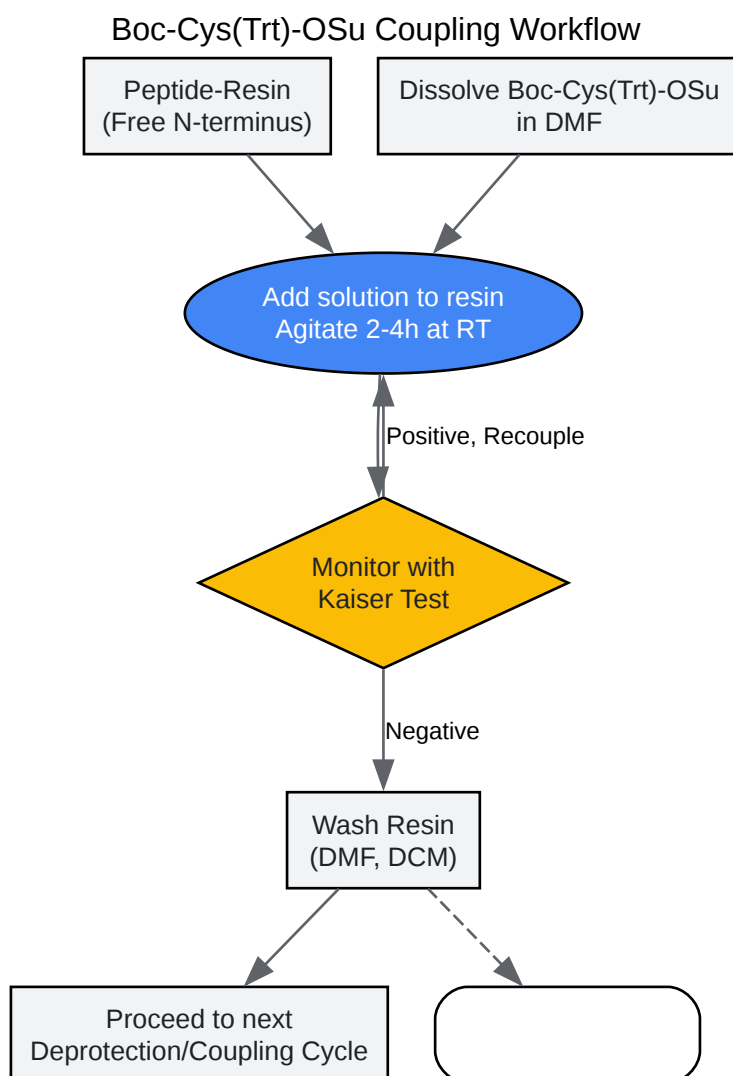 Boc-Cys(Trt)-OSu Coupling Workflow
Peptide-Resin
(Free N-terminus)
Dissolve Boc-Cys(Trt)-OSu
in DMF
Add solution to resin
Agitate 2-4h at RT
Positive, Recouple
Monitor with
Kaiser Test
Negative
Wash Resin
(DMF, DCM)
Proceed to next
Deprotection/Coupling Cycle